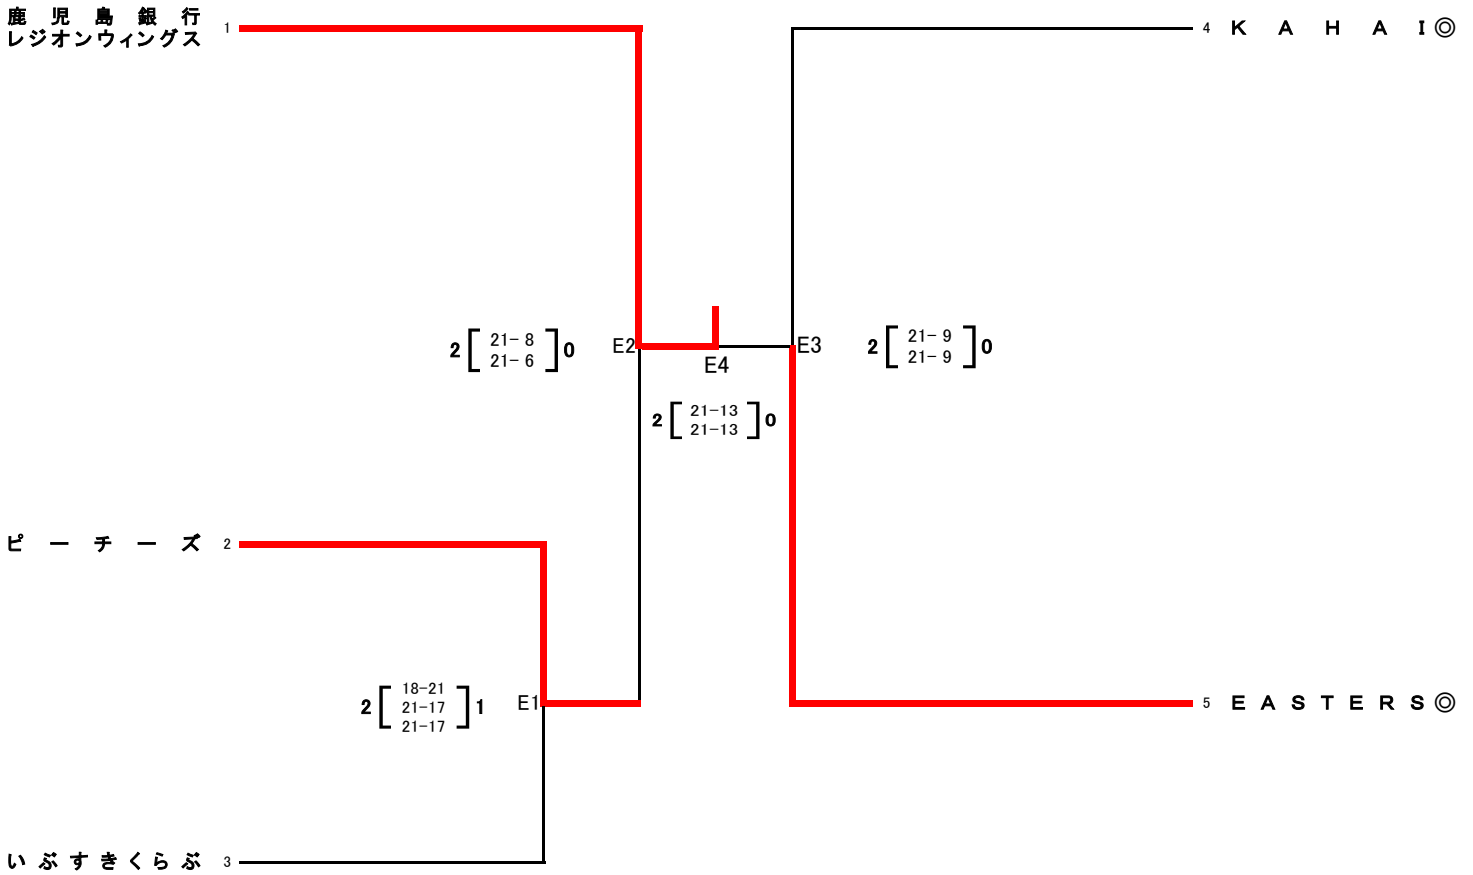 鹿児島銀行
レジオンウィングス 1
4 KAHAI◎
2 [ 21- 8 ] 0
21- 6
E2
E4
E3
2 [ 21- 9 ] 0
21- 9
2 [ 21-13 ] 0
21-13
ピーチーズ 2
2 [ 18-21 ] 1
21-17
21-17
E1
5 EASTERS◎
いぶすきくらぶ 3